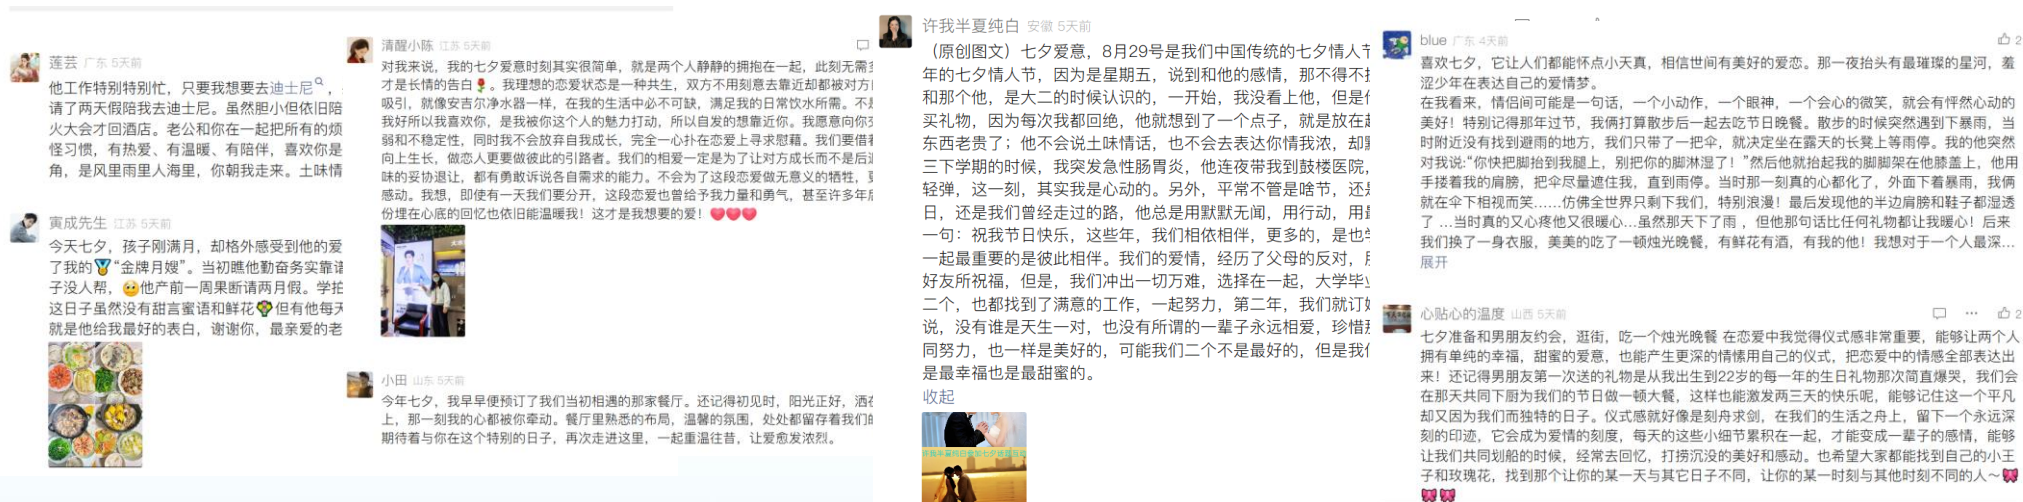 莲芸 广东 5天前
他工作特别特别忙，只要我想要去迪士尼，
请了两天假陪我去迪士尼。虽然胆小但依旧陪
火大会才回酒店。老公和你在一起把所有的烦
怪习惯，有热爱、有温暖、有陪伴，喜欢你是
角，是风里雨里人海里，你朝我走来。土味情
寅成先生 江苏 5天前
今天七夕，孩子刚满月，却格外感受到他的爱
了我的🏅“金牌月嫂”。当初瞧他勤奋务实靠谱
子没人帮，🥺他产前一周果断请两月假。学拍
这日子虽然没有甜言蜜语和鲜花💐但有他每天
就是他给我最好的表白，谢谢你，最亲爱的老
清醒小陈 江苏 5天前
对我来说，我的七夕爱意时刻其实很简单，就是两个人静静的拥抱在一起，此刻无需多
才是长情的告白🌹。我理想的恋爱状态是一种共生，双方不用刻意去靠近却都被对方
吸引，就像安吉尔净水器一样，在我的生活中必不可缺，满足我的日常饮水所需。不是
我好所以我喜欢你，是我被你这个人的魅力打动，所以自发的想靠近你。我愿意向你
弱和不稳定性，同时我不会放弃自我成长，完全一心扑在恋爱上寻求慰藉。我们要借着
向上生长，做恋人更要做彼此的引路者。我们的相爱一定是为了让对方成长而不是后退
味的妥协退让，都有勇敢诉说各自需求的能力。不会为了这段恋爱做无意义的牺牲，
感动。我想，即使有一天我们要分开，这段恋爱也曾给予我力量和勇气，甚至许多年后
份埋在心底的回忆也依旧能温暖我！这才是我想要的爱！❤️❤️❤️
小田 山东 5天前
今年七夕，我早早便预订了我们当初相遇的那家餐厅。还记得初见时，阳光正好，洒在
上，那一刻我的心都被你牵动。餐厅里熟悉的布局，温馨的氛围，处处都留存着我们的
期待着与你在这个特别的日子，再次走进这里，一起重温往昔，让爱愈发浓烈。
许我半夏纯白 安徽 5天前
（原创图文）七夕爱意，8月29号是我们中国传统的七夕情人节
年的七夕情人节，因为是星期五，说到和他的感情，那不得不提
和那个他，是大二的时候认识的，一开始，我没看上他，但是他
买礼物，因为每次我都回绝，他就想到了一个点子，就是放在超
东西老贵了；他不会说土味情话，也不会去表达你情我浓，却默
三下学期的时候，我突发急性肠胃炎，他连夜带我到鼓楼医院，
轻弹，这一刻，其实我是心动的。另外，平常不管是啥节，还是
日，还是我们曾经走过的路，他总是用默默无闻，用行动，用最
一句：祝我节日快乐，这些年，我们相依相伴，更多的，是也学
一起最重要的是彼此相伴。我们的爱情，经历了父母的反对，朋
好友所祝福，但是，我们冲出一切万难，选择在一起，大学毕业
二个，也都找到了满意的工作，一起努力，第二年，我们就订婚
说，没有谁是天生一对，也没有所谓的一辈子永远相爱，珍惜那
同努力，也一样是美好的，可能我们二个不是最好的，但是我们
是最幸福也是最甜蜜的。
收起
许我半夏纯白
blue 广东 4天前
2
喜欢七夕，它让人们都能怀点小天真，相信世间有美好的爱恋。那一夜抬头有最璀璨的星河，羞
涩少年在表达自己的爱情梦。
在我看来，情侣间可能是一句话，一个小动作，一个眼神，一个会心的微笑，就会有怦然心动的
美好！特别记得那年过节，我俩打算散步后一起去吃节日晚餐。散步的时候突然遇到下暴雨，当
时附近没有找到避雨的地方，我们只带了一把伞，就决定坐在露天的长凳上等雨停。我的他突然
对我说:“你快把脚抬到我腿上，别把你的脚淋湿了！”然后他就抬起我的脚脚架在他膝盖上，他用
手搂着我的肩膀，把伞尽量遮住我，直到雨停。当时那一刻真的心都化了，外面下着暴雨，我俩
就在伞下相视而笑……仿佛全世界只剩下我们，特别浪漫！最后发现他的半边肩膀和鞋子都湿透
了 ...当时真的又心疼他又很暖心...虽然那天下了雨 ，但他那句话比任何礼物都让我暖心！后来
我们换了一身衣服，美美的吃了一顿烛光晚餐，有鲜花有酒，有我的他！我想对于一个人最深...
展开
心贴心的温度 山西 5天前
2
七夕准备和男朋友约会，逛街，吃一个烛光晚餐 在恋爱中我觉得仪式感非常重要，能够让两个人
拥有单纯的幸福，甜蜜的爱意，也能产生更深的情愫用自己的仪式，把恋爱中的情感全部表达出
来！还记得男朋友第一次送的礼物是从我出生到22岁的每一年的生日礼物那次简直爆哭，我们会
在那天共同下厨为我们的节日做一顿大餐，这样也能激发两三天的快乐呢，能够记住这一个平凡
却又因为我们而独特的日子。仪式感就好像是刻舟求剑，在我们的生活之舟上，留下一个永远深
刻的印迹，它会成为爱情的刻度，每天的这些小细节累积在一起，才能变成一辈子的感情，能够
让我们共同划船的时候，经常去回忆，打捞沉没的美好和感动。也希望大家都能找到自己的小王
子和玫瑰花，找到那个让你的某一天与其它日子不同，让你的某一时刻与其他时刻不同的人～🎀
🎀🎀